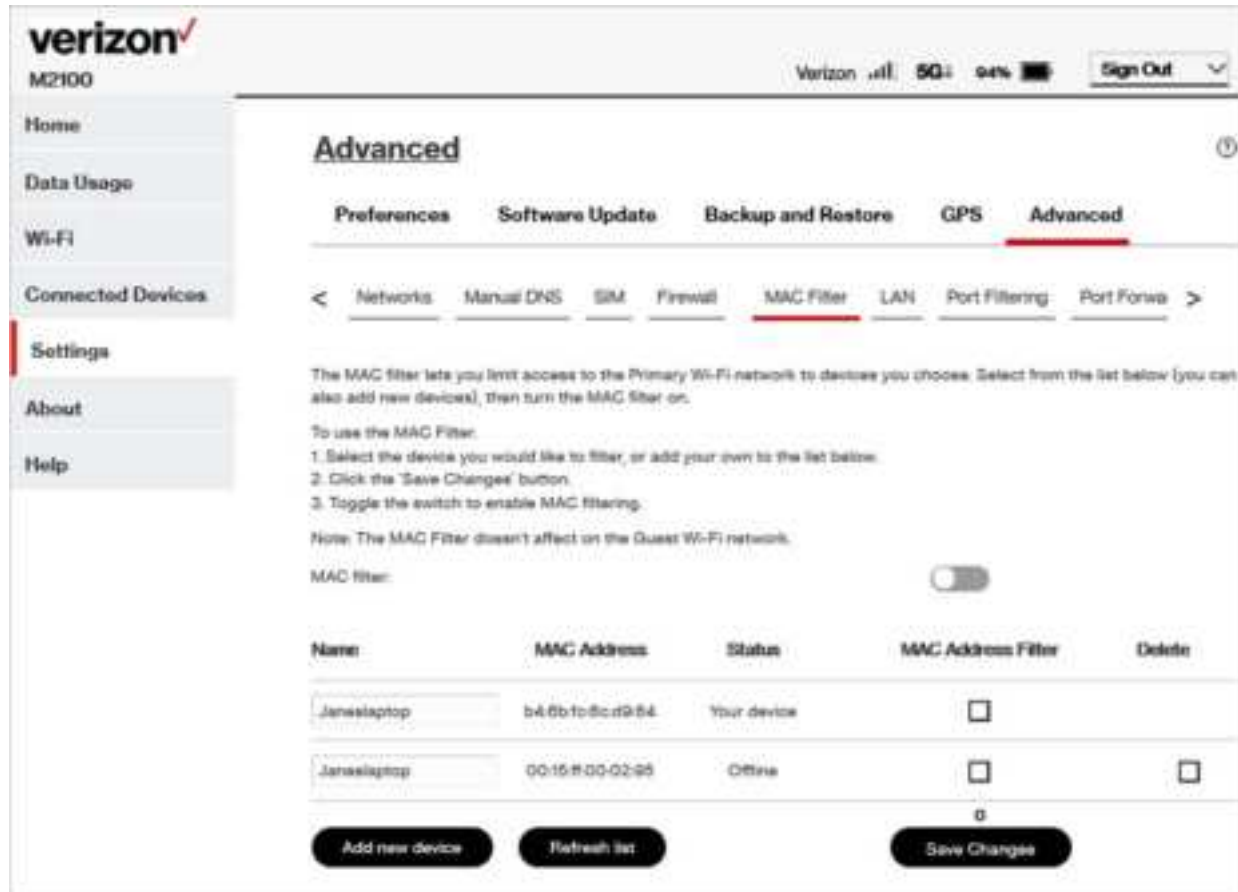 verizon
M2100
Verizon 5G 94% Sign Out
Home
Data Usage
Wi-Fi
Connected Devices
Settings
About
Help
Advanced
Preferences Software Update Backup and Restore GPS Advanced
< Networks Manual DNS SIM Firewall MAC Filter LAN Port Filtering Port Forwa >
The MAC filter lets you limit access to the Primary Wi-Fi network to devices you choose. Select from the list below (you can
also add new devices), then turn the MAC filter on.
To use the MAC Filter:
1. Select the device you would like to filter, or add your own to the list below.
2. Click the 'Save Changes' button.
3. Toggle the switch to enable MAC filtering.
Note: The MAC Filter doesn't affect on the Guest Wi-Fi network.
MAC filter:
Name MAC Address Status MAC Address Filter Delete
Janeslaptop Your device
Janeslaptop Offline
0
Add new device Refresh list Save Changes